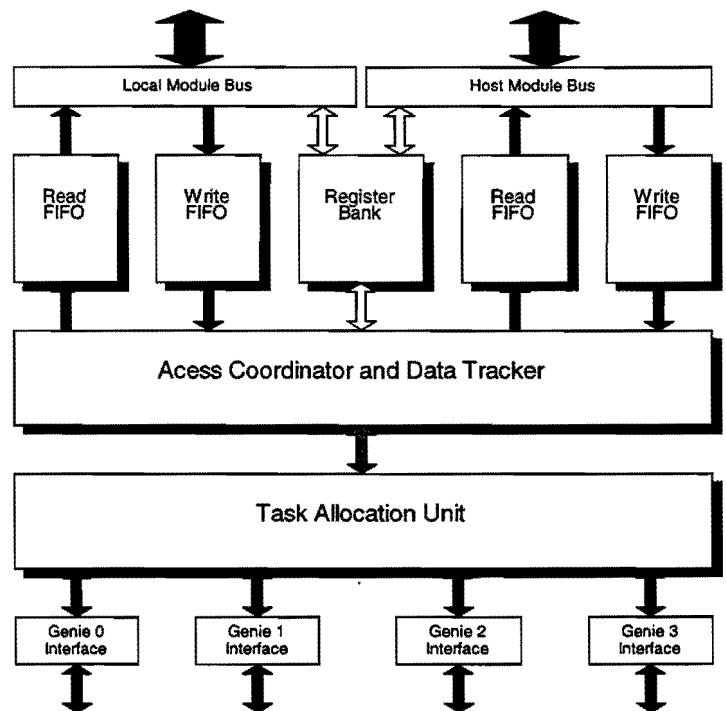 Local Module Bus
Host Module Bus
Read
FIFO
Write
FIFO
Register
Bank
Read
FIFO
Write
FIFO
Acess Coordinator and Data Tracker
Task Allocation Unit
Genie 0
Interface
Genie 1
Interface
Genie 2
Interface
Genie 3
Interface